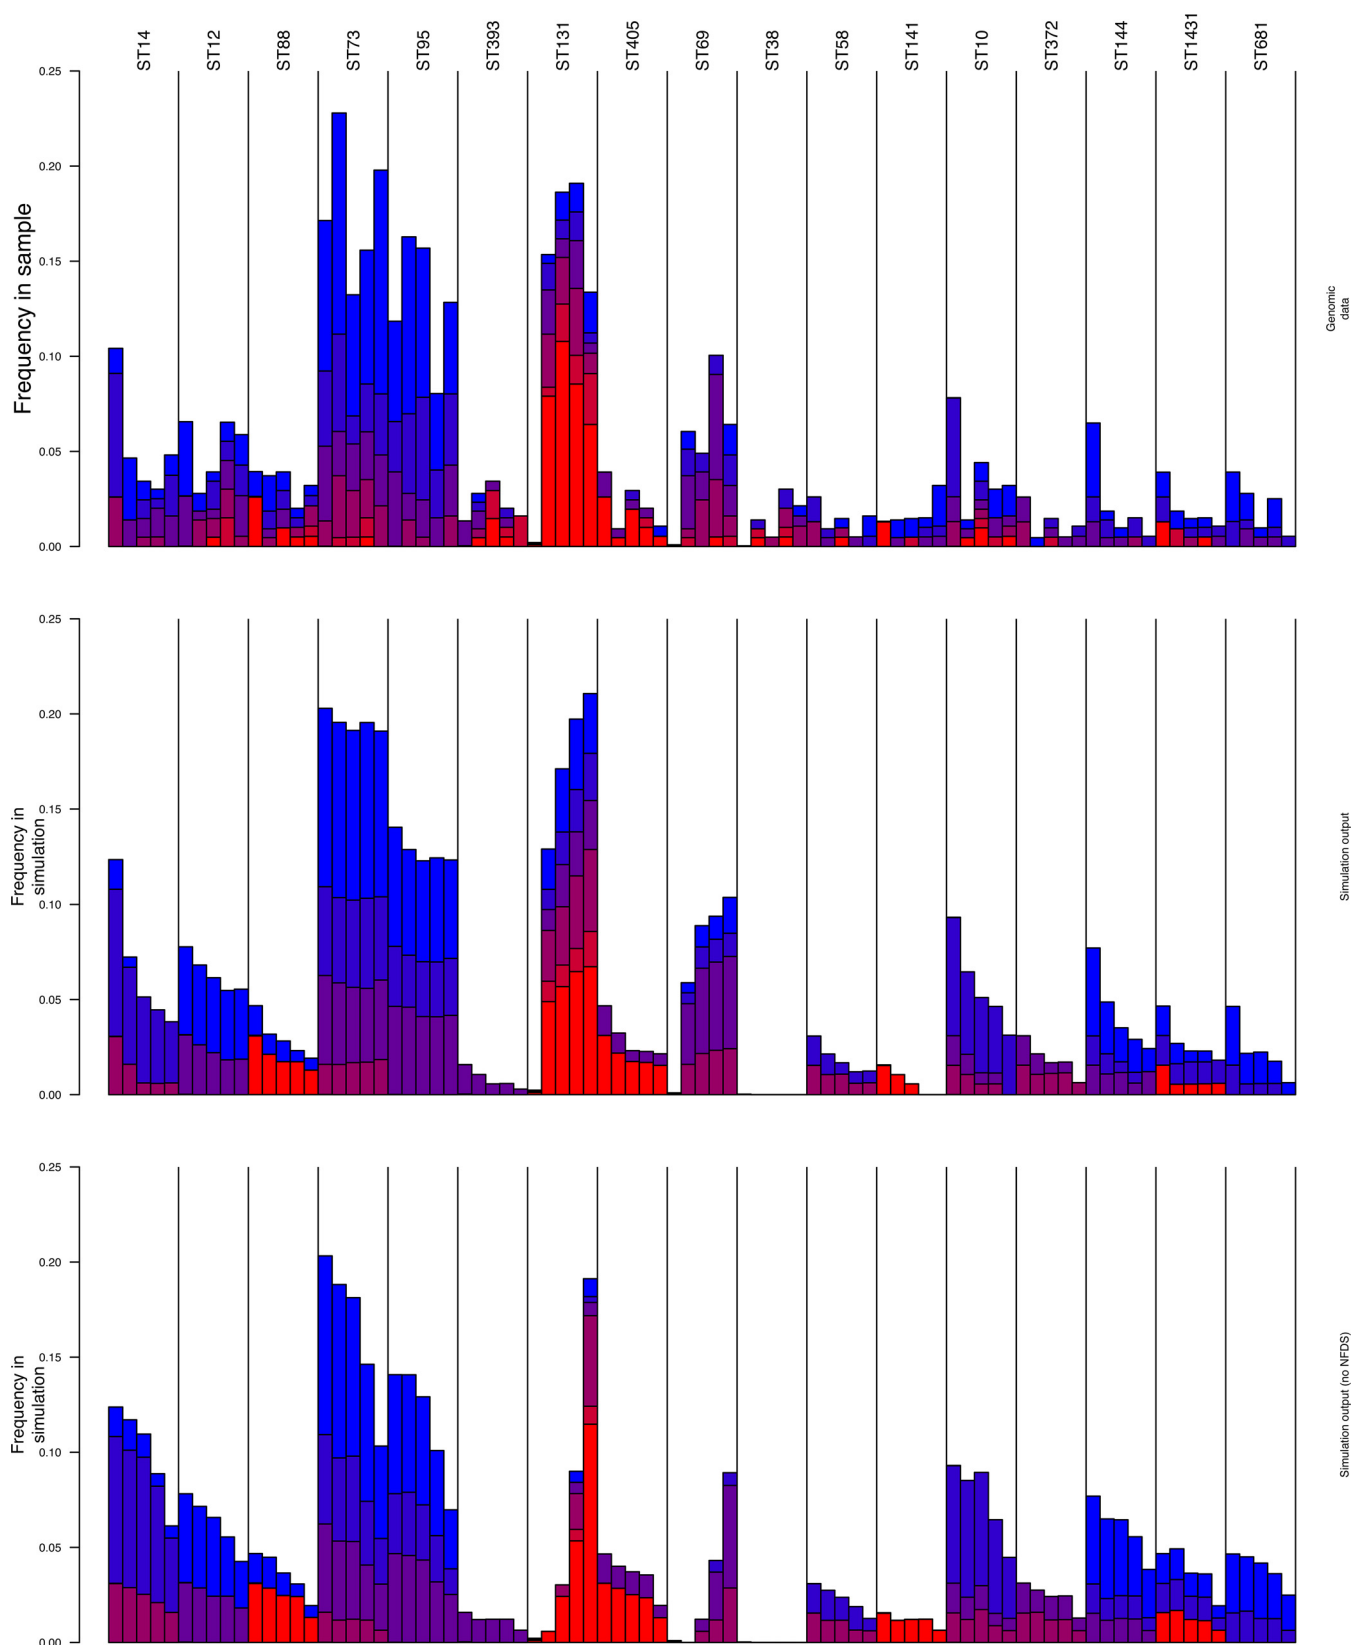 ST14
ST12
ST88
ST73
ST95
ST393
ST131
ST405
ST69
ST38
ST58
ST141
ST10
ST372
ST144
ST1431
ST681
0.25
0.20
0.15
0.10
0.05
0.00
Frequency in sample
Genomic
data
0.25
0.20
0.15
0.10
0.05
0.00
Frequency in
simulation
Simulation output
0.25
0.20
0.15
0.10
0.05
0.00
Frequency in
simulation
Simulation output (no NFDS)